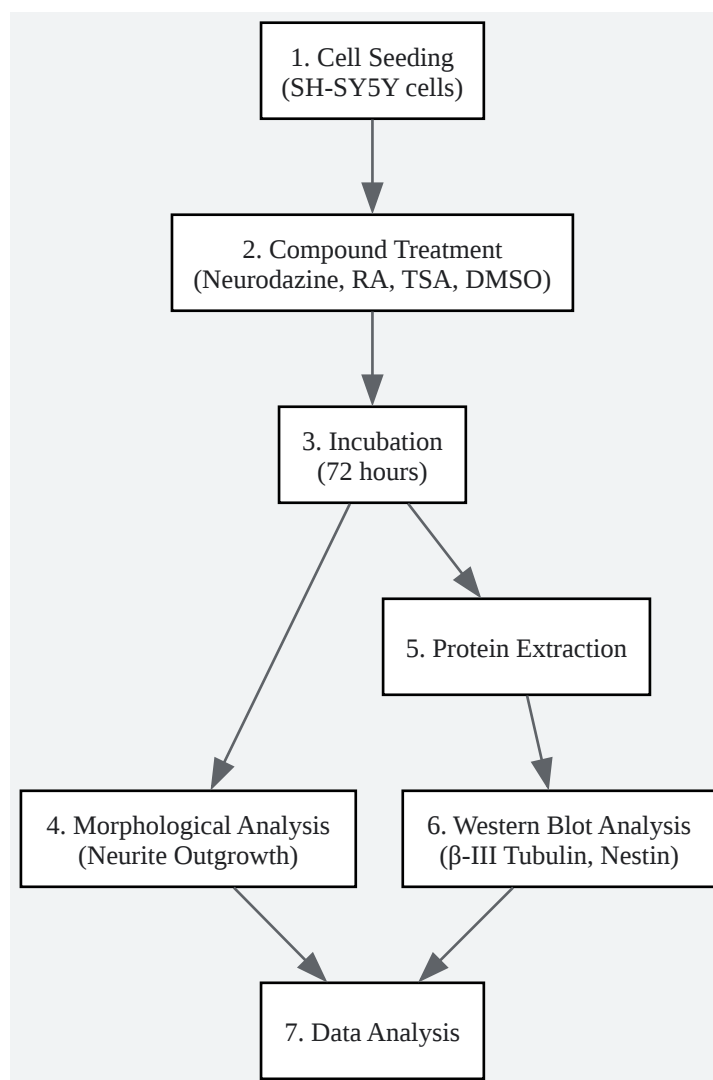 1. Cell Seeding
(SH-SY5Y cells)
2. Compound Treatment
(Neurodazine, RA, TSA, DMSO)
3. Incubation
(72 hours)
5. Protein Extraction
4. Morphological Analysis
(Neurite Outgrowth)
6. Western Blot Analysis
(β-III Tubulin, Nestin)
7. Data Analysis